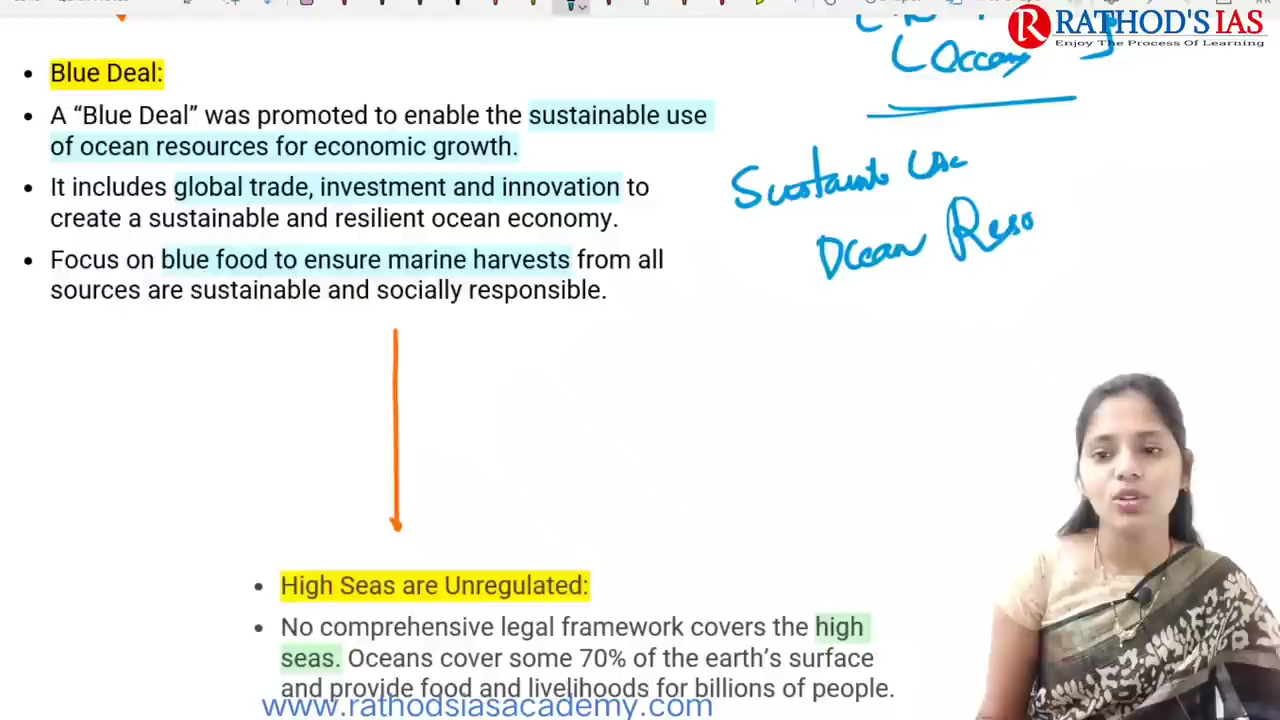 RATHOD'S IAS
Enjoy The Process Of Learning
• Blue Deal:
• A “Blue Deal” was promoted to enable the sustainable use
of ocean resources for economic growth.
• It includes global trade, investment and innovation to
create a sustainable and resilient ocean economy.
• Focus on blue food to ensure marine harvests from all
sources are sustainable and socially responsible.
Ocean Reso
• High Seas are Unregulated:
• No comprehensive legal framework covers the high
seas. Oceans cover some 70% of the earth’s surface
and provide food and livelihoods for billions of people.
www.rathodsiasacademy.com